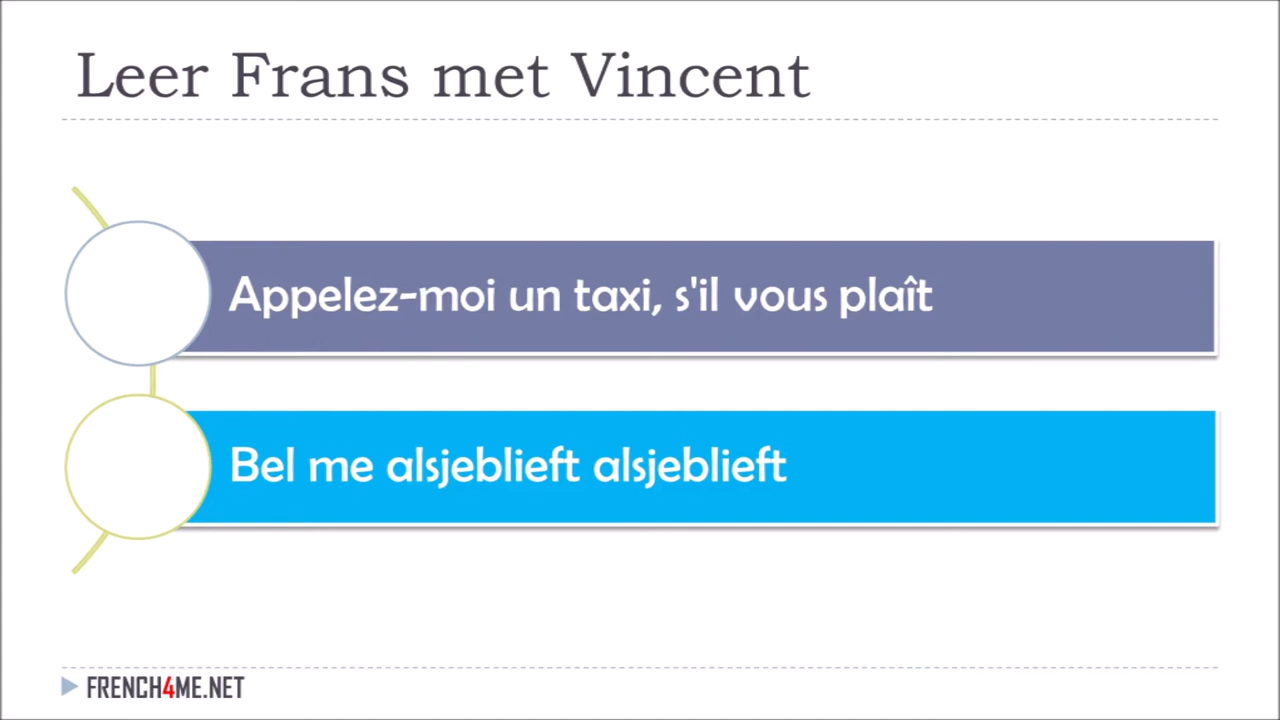 Leer Frans met Vincent
Appelez-moi un taxi, s'il vous plaît
Bel me alsjeblieft alsjeblieft
FRENCH4ME.NET